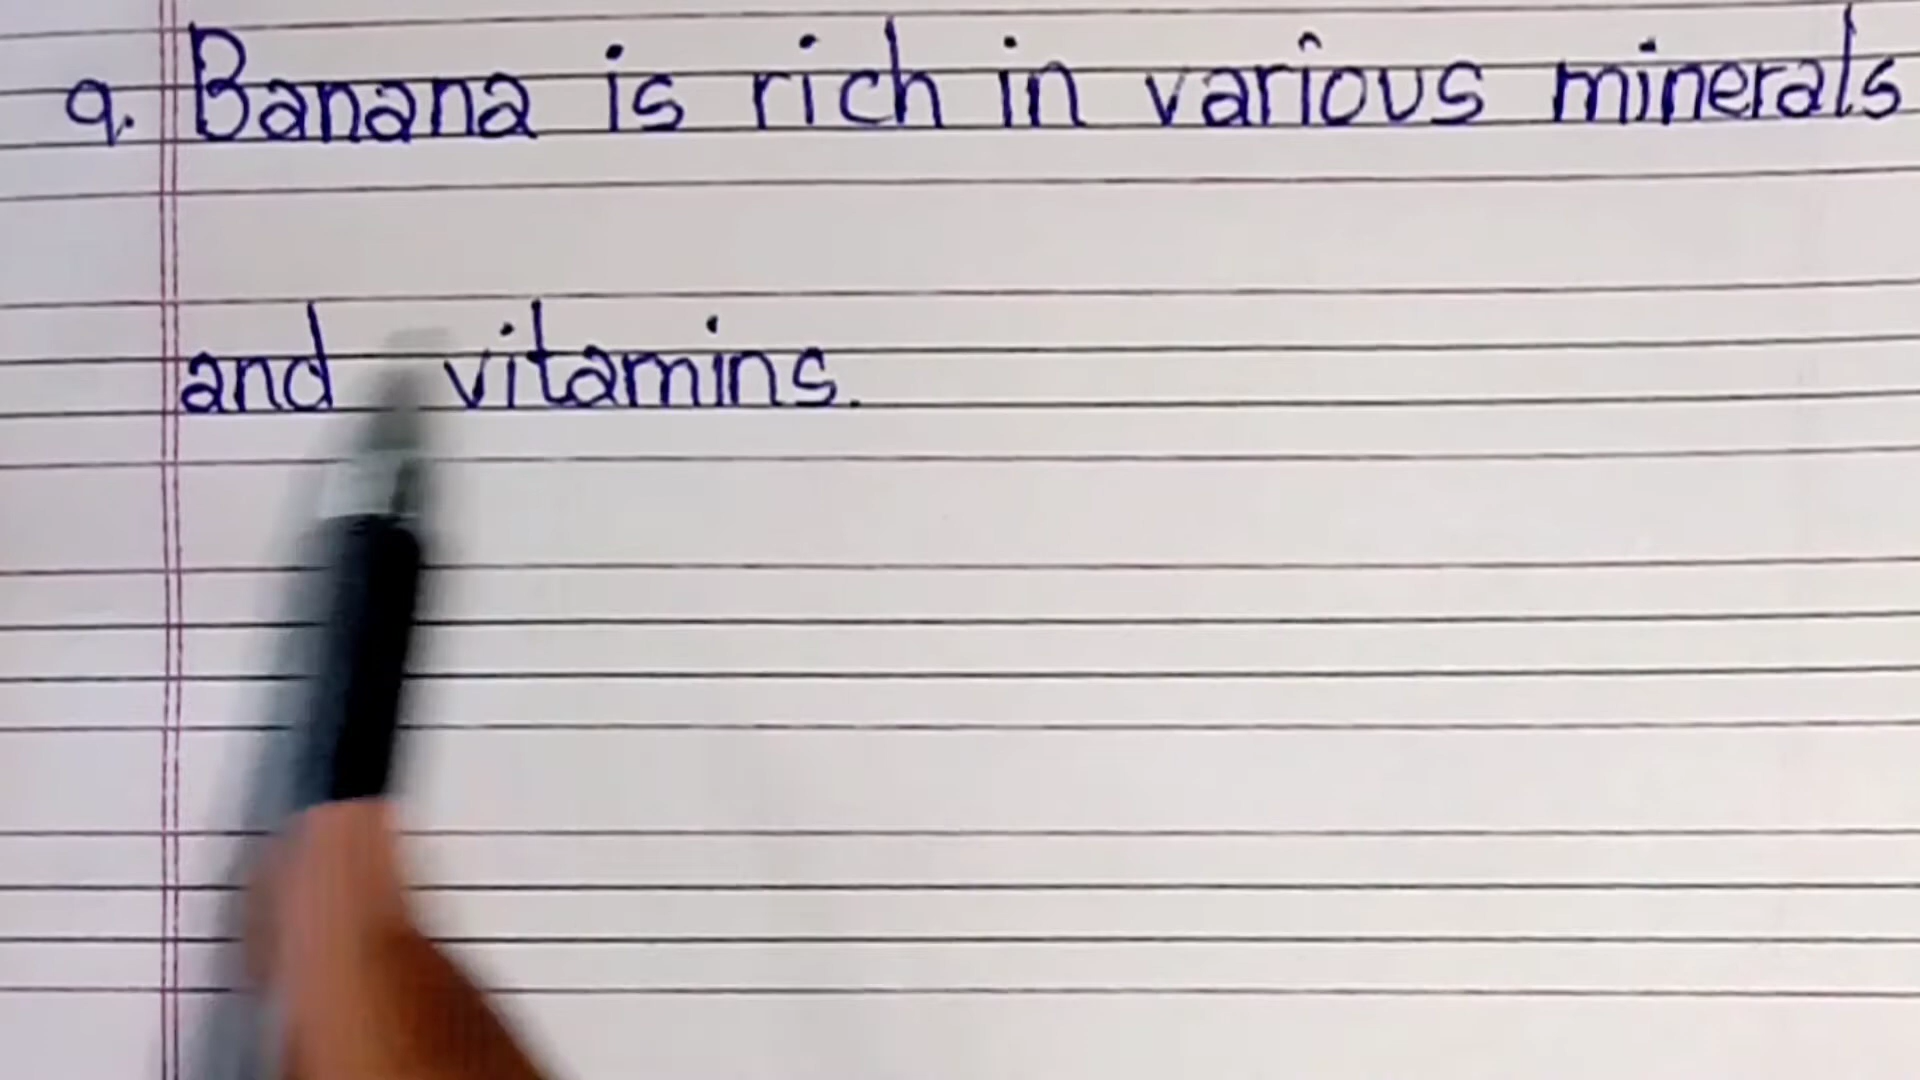 9. Banana is rich in various minerals
and vitamins.